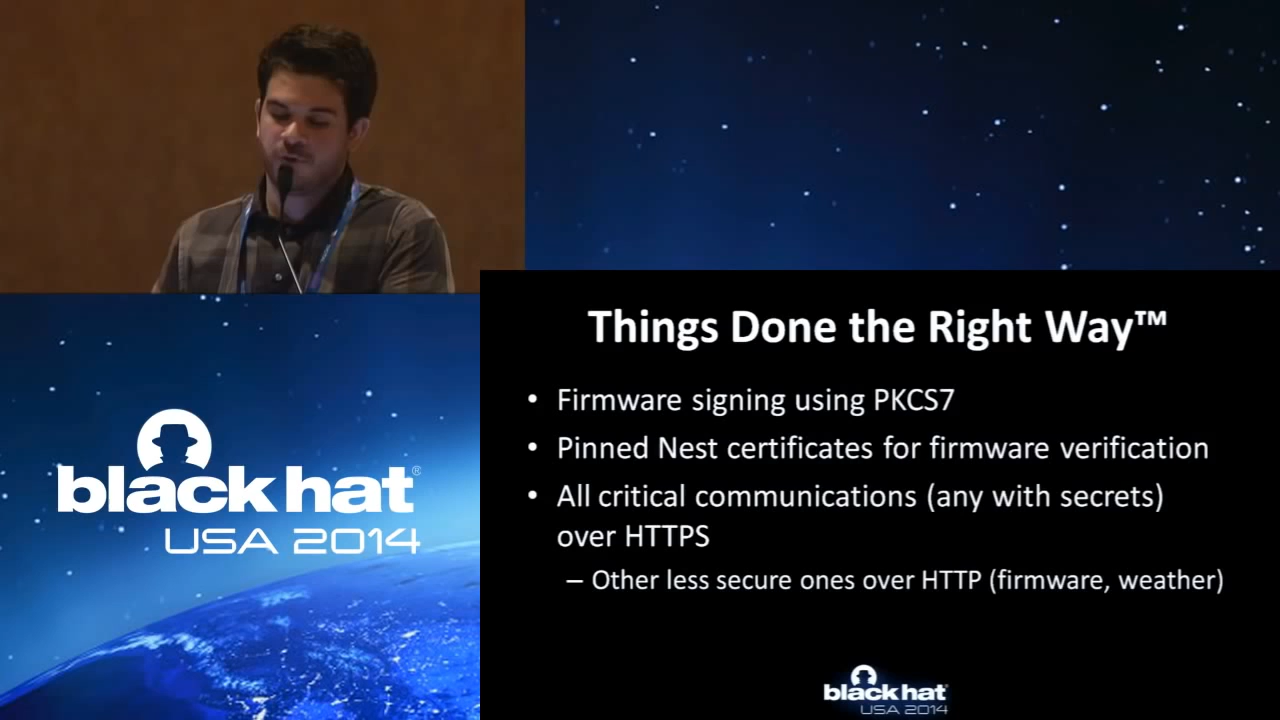 Things Done the Right Way™
• Firmware signing using PKCS7
• Pinned Nest certificates for firmware verification
• All critical communications (any with secrets)
over HTTPS
– Other less secure ones over HTTP (firmware, weather)
black hat®
USA 2014
black hat
USA 2014